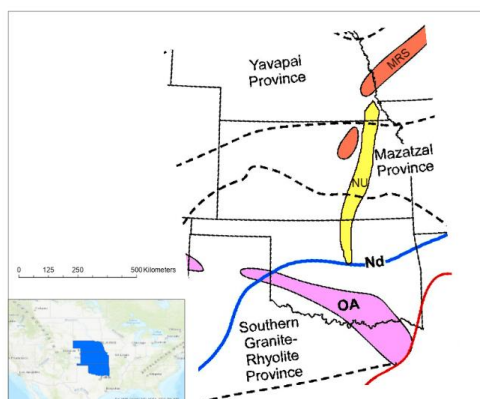 MRS
Yavapai
Province
Mazatzal
Province
NU
Nd
0 125 250 500 Kilometers
OA
Southern
Granite-
Rhyolite
Province